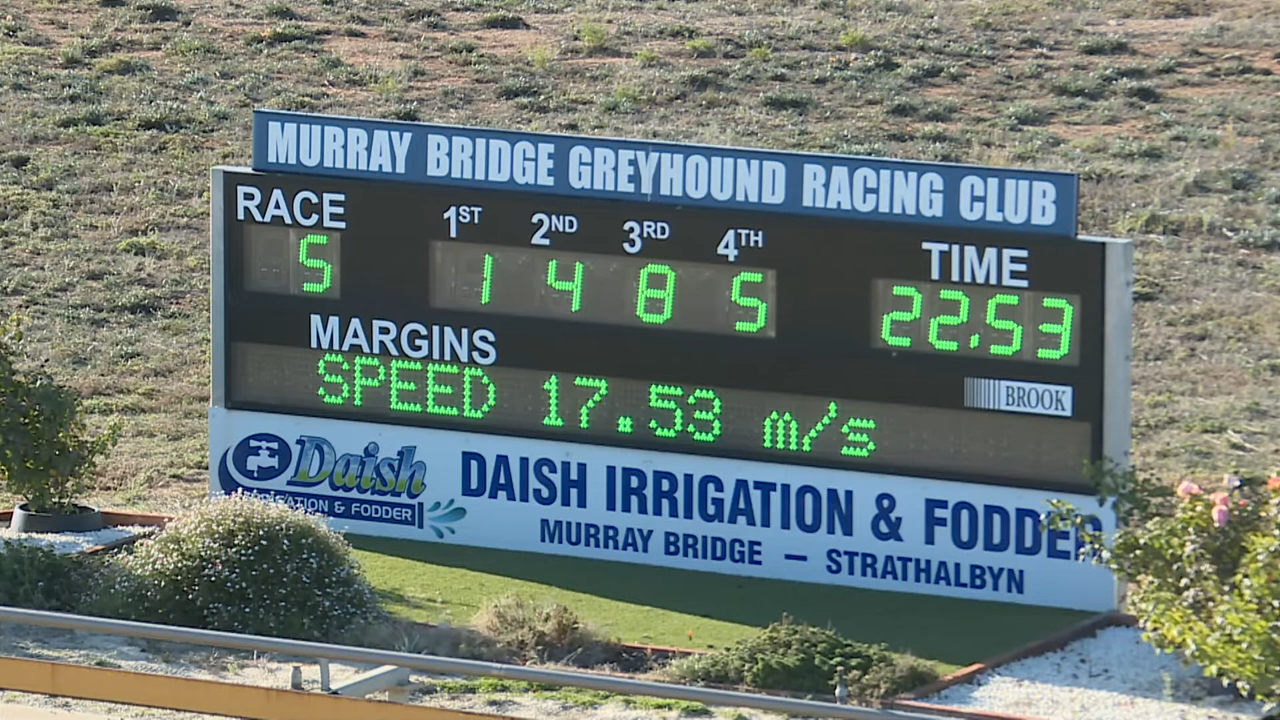 MURRAY BRIDGE GREYHOUND RACING CLUB
RACE 1ST 2ND 3RD 4TH TIME
5 1 4 8 5 22.53
MARGINS
BROOK
SPEED 17.53 m/s
Daish
IRRIGATION & FODDER
DAISH IRRIGATION & FODDER
MURRAY BRIDGE – STRATHALBYN